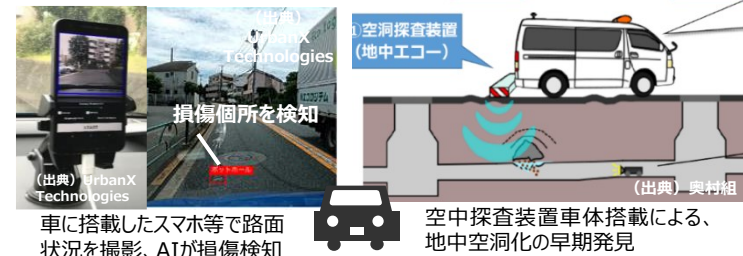 （出典）UrbanX
Technologies
（出典）
UrbanX
Technologies
損傷個所を検知
ポットホール
車に搭載したスマホ等で路面
状況を撮影、AIが損傷検知
①空洞探査装置
（地中エコー）
（出典）奥村組
空中探査装置車体搭載による、
地中空洞化の早期発見